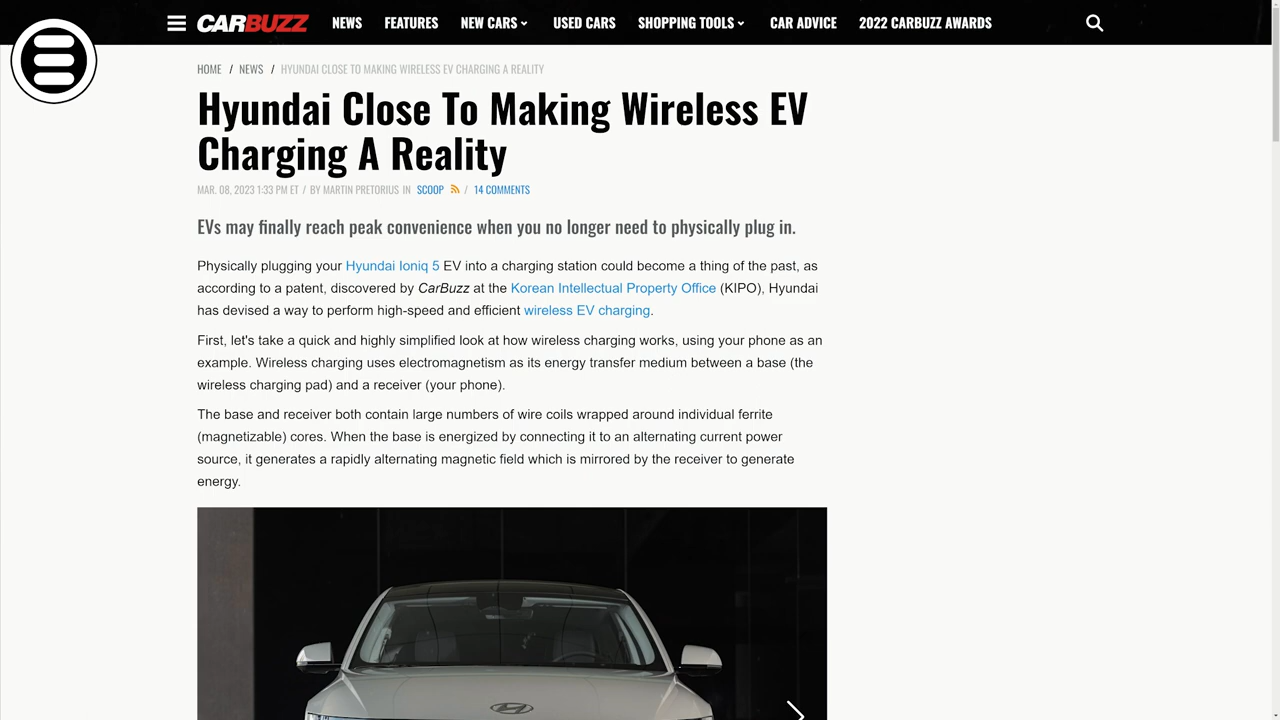 CARBUZZ NEWS FEATURES NEW CARS USED CARS SHOPPING TOOLS CAR ADVICE 2022 CARBUZZ AWARDS
HOME / NEWS / HYUNDAI CLOSE TO MAKING WIRELESS EV CHARGING A REALITY
Hyundai Close To Making Wireless EV
Charging A Reality
MAR. 08, 2023 1:33 PM ET / BY MARTIN PRETORIUS IN SCOOP / 14 COMMENTS
EVs may finally reach peak convenience when you no longer need to physically plug in.
Physically plugging your Hyundai Ioniq 5 EV into a charging station could become a thing of the past, as
according to a patent, discovered by CarBuzz at the Korean Intellectual Property Office (KIPO), Hyundai
has devised a way to perform high-speed and efficient wireless EV charging.
First, let's take a quick and highly simplified look at how wireless charging works, using your phone as an
example. Wireless charging uses electromagnetism as its energy transfer medium between a base (the
wireless charging pad) and a receiver (your phone).
The base and receiver both contain large numbers of wire coils wrapped around individual ferrite
(magnetizable) cores. When the base is energized by connecting it to an alternating current power
source, it generates a rapidly alternating magnetic field which is mirrored by the receiver to generate
energy.